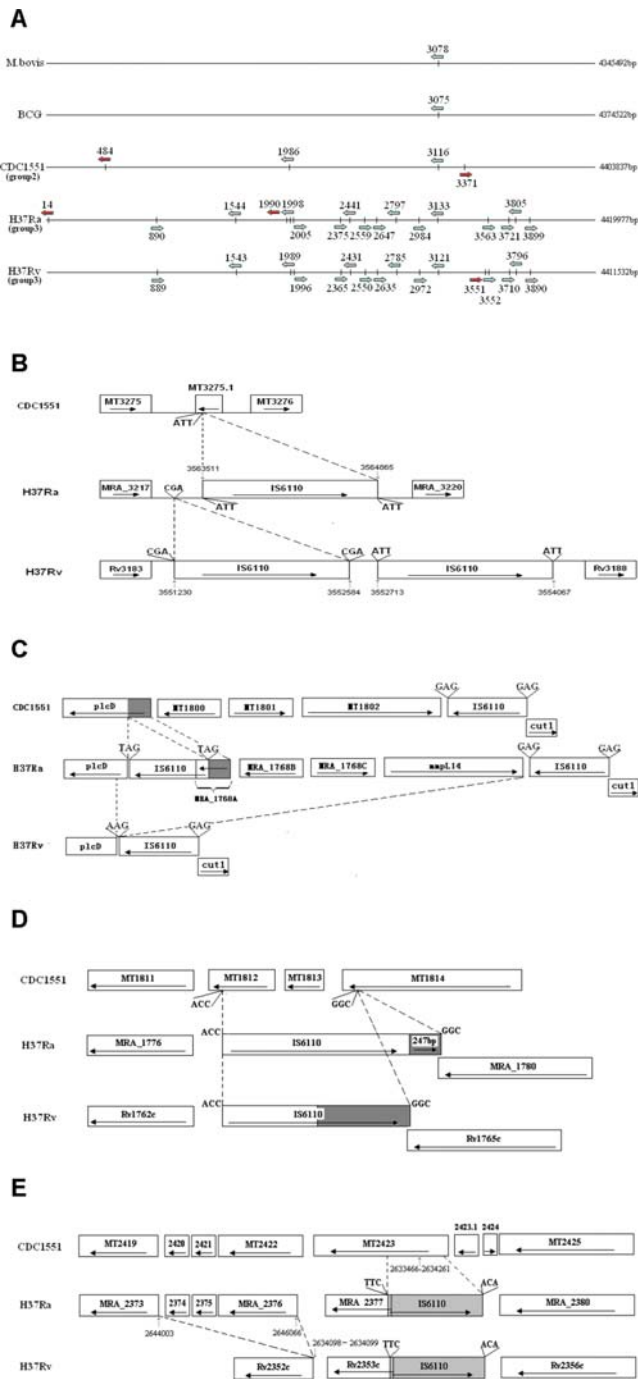 A
3078
M.bovis
4345492bp
3075
BCG
4374522bp
484 1986 3116
CDC1551
(group2)
4403837bp
3371
14 1544 1990 1998 2441 2797 3133 3805
H37Ra
(group3)
4419977bp
890 2005 2375 2559 2647 2984 3563 3721 3899
1543 1989 2431 2785 3121 3796
H37Rv
(group3)
4411532bp
889 1996 2365 2550 2635 2972 3551 3552 3710 3890
B
MT3275 MT3275.1 MT3276
CDC1551
ATT
3563511 3564865
H37Ra MRA_3217 CGA IS6110 MRA_3220
ATT ATT
CGA CGA ATT ATT
H37Rv Rv3183 IS6110 IS6110 Rv3188
3551230 3552584 3552713 3554067
C
GAG GAG
CDC1551 plcD MT1800 MT1801 MT1802 IS6110
cut1
TAG TAG GAG GAG
H37Ra plcD IS6110 MRA_1768B MRA_1768C mmpL14 IS6110
MRA_1768A cut1
AAG GAG
H37Rv plcD IS6110
cut1
D
CDC1551 MT1811 MT1812 MT1813 MT1814
ACC GGC
ACC GGC
H37Ra MRA_1776 IS6110 247bp
MRA_1780
ACC GGC
H37Rv Rv1762c IS6110
Rv1765c
E
CDC1551 MT2419 2420 2421 MT2422 MT2423 2423.1 2424 MT2425
2633466-2634261
TTC ACA
H37Ra MRA_2373 2374 2375 MRA_2376 MRA 2377 IS6110 MRA_2380
2644003 2646066 2634098-2634099
TTC ACA
H37Rv Rv2352c Rv2353c IS6110 Rv2356c